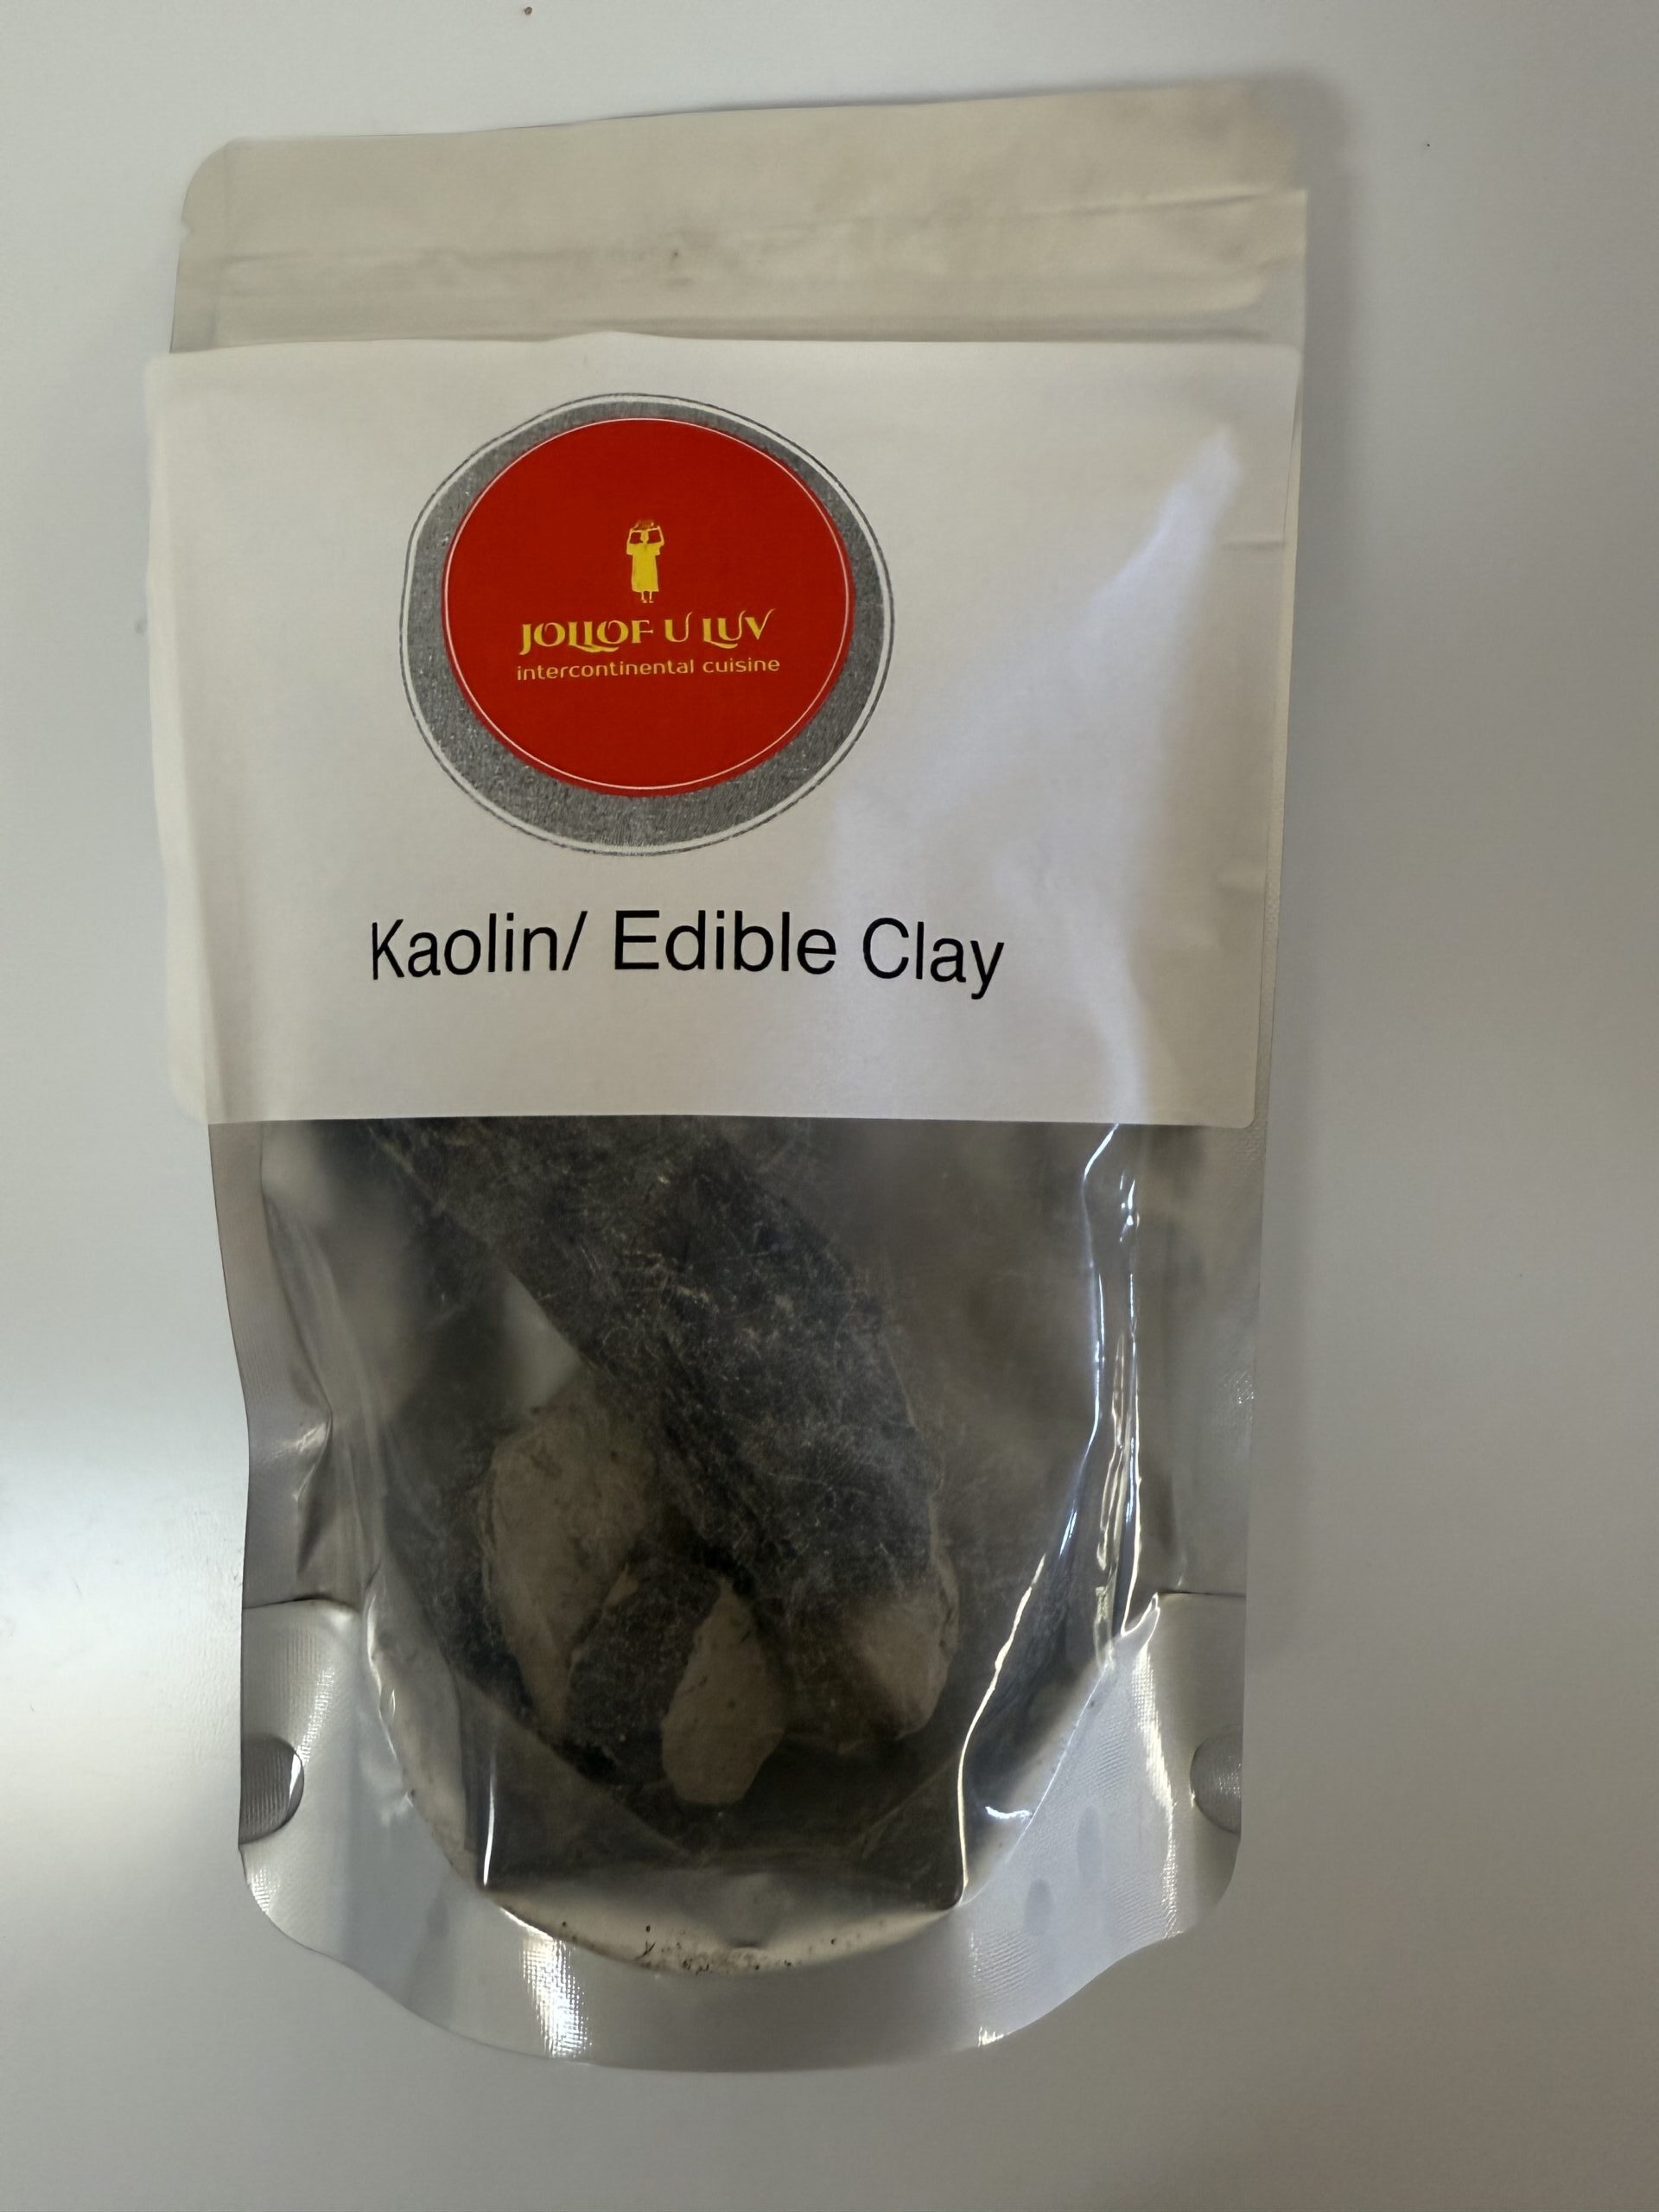 JOLLOF U LUV
intercontinental cuisine
Kaolin/ Edible Clay